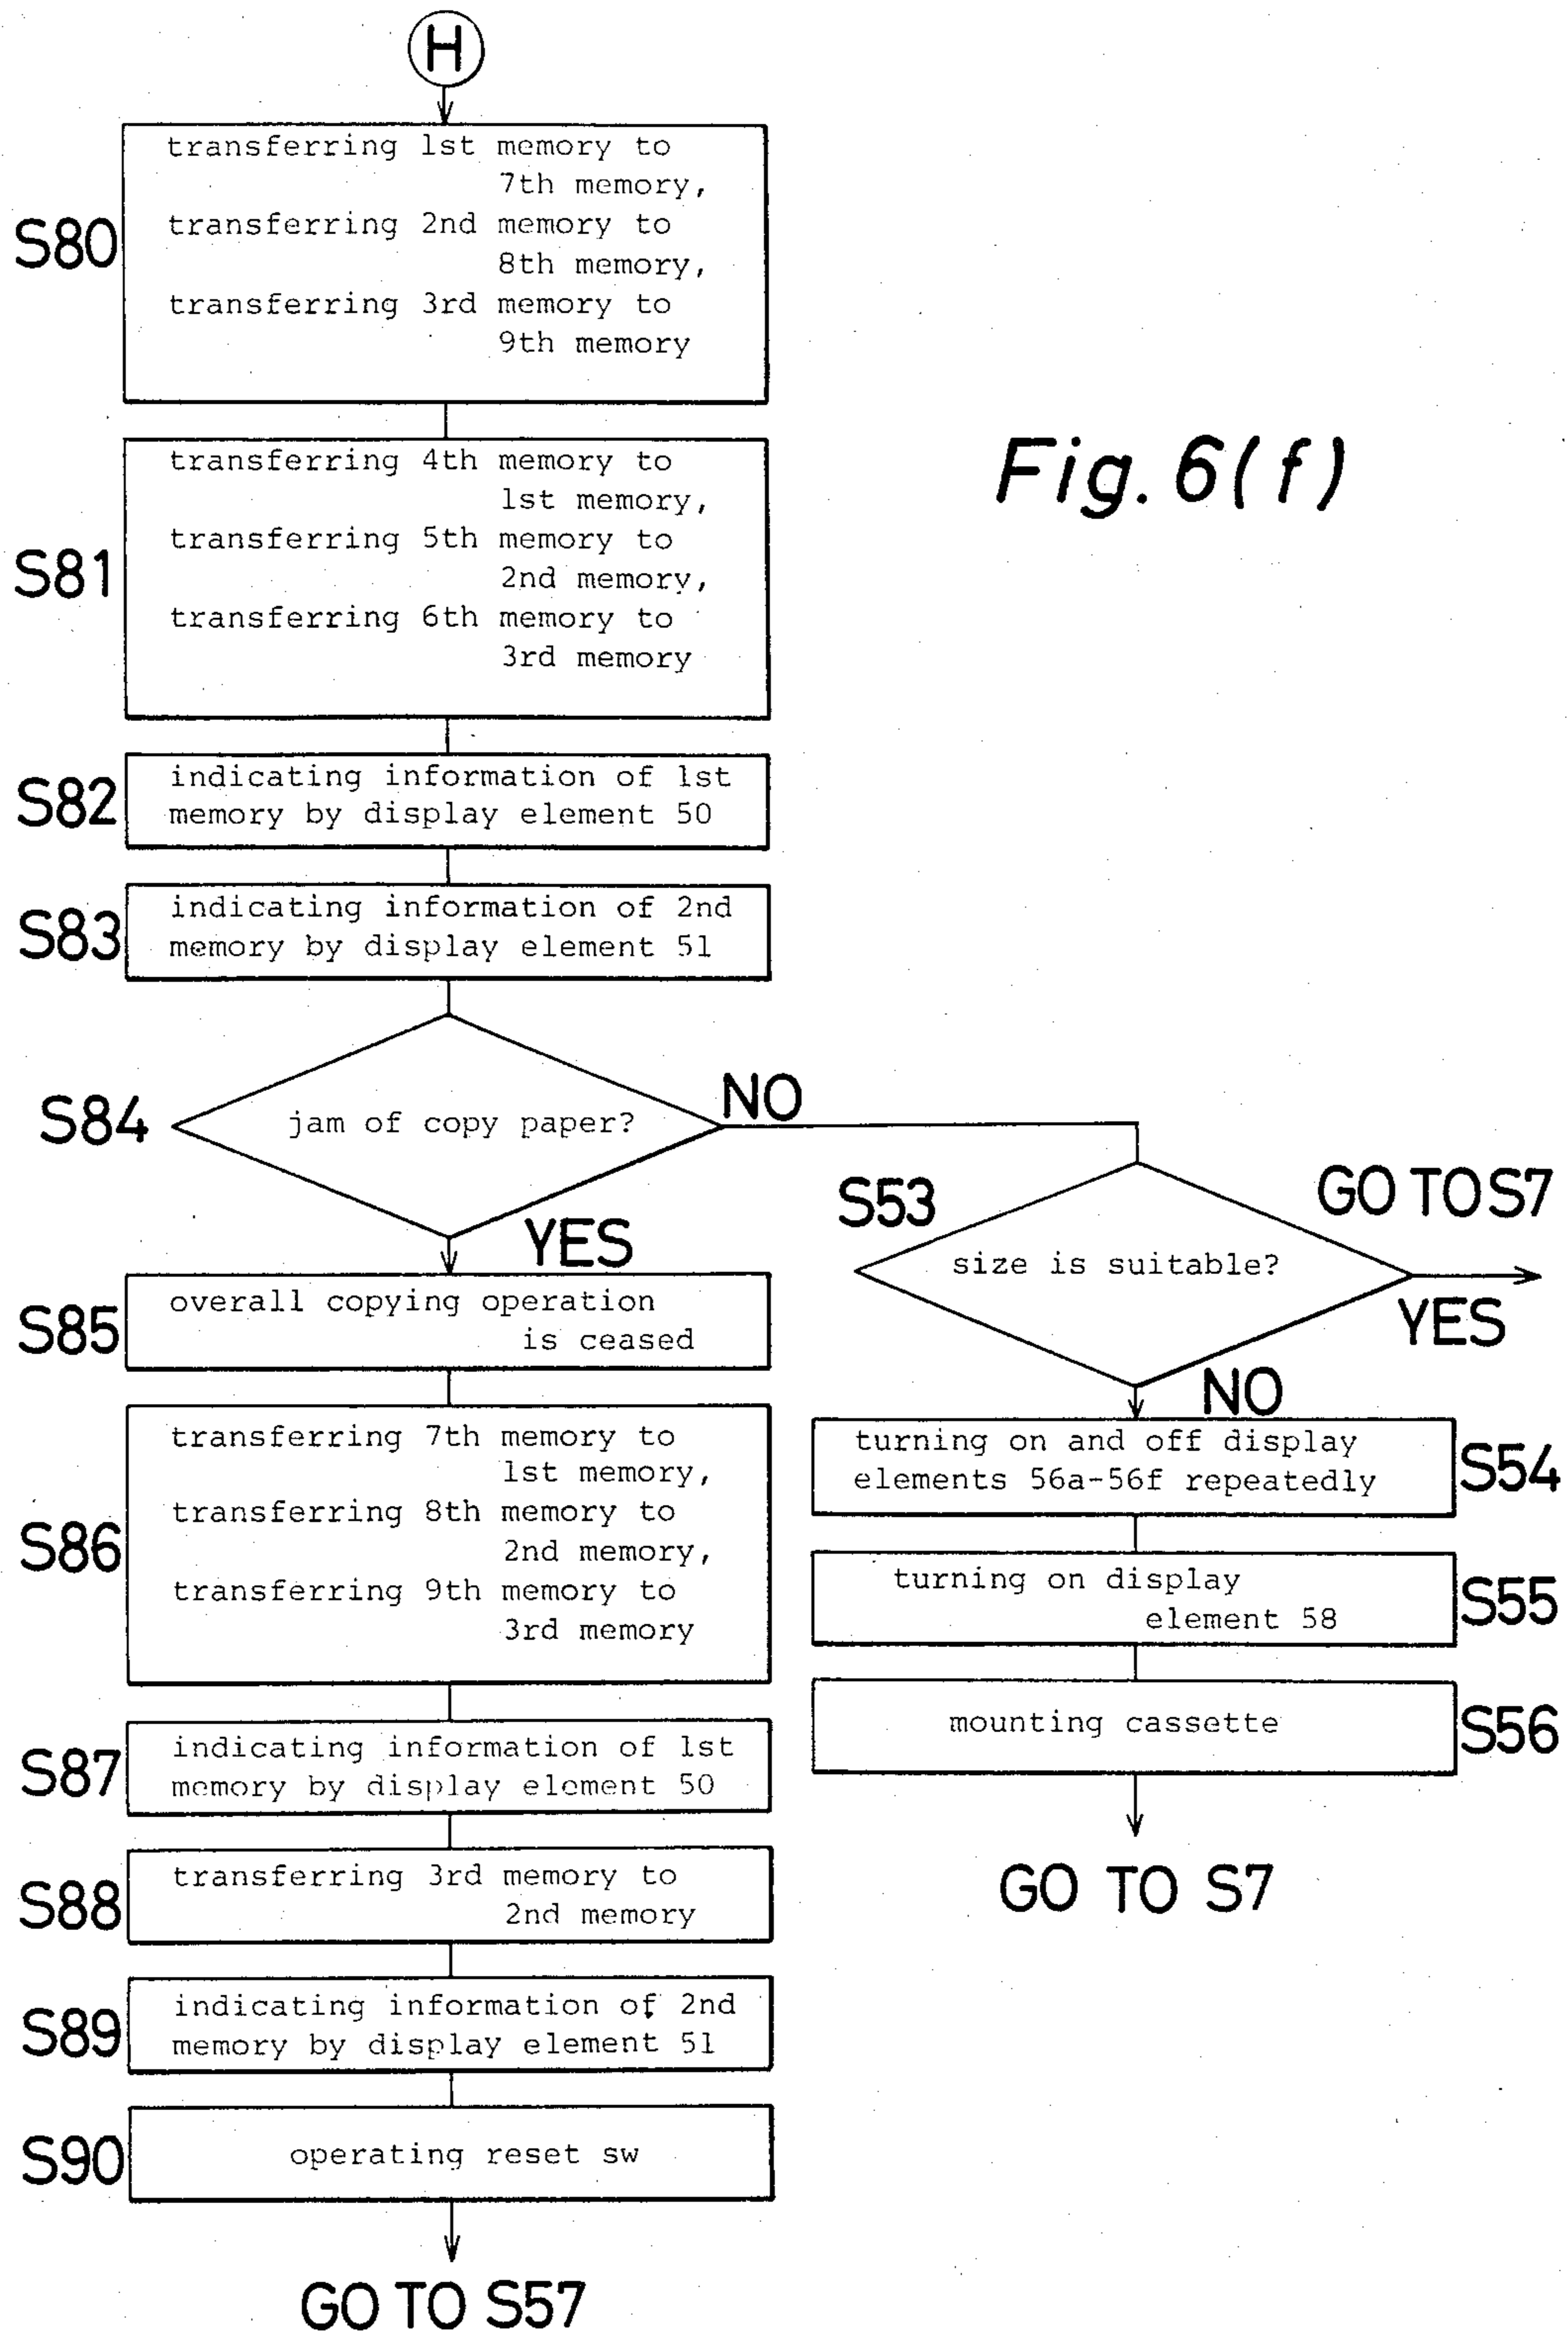 H
S80
transferring 1st memory to
7th memory,
transferring 2nd memory to
8th memory,
transferring 3rd memory to
9th memory
Fig. 6(f)
S81
transferring 4th memory to
1st memory,
transferring 5th memory to
2nd memory,
transferring 6th memory to
3rd memory
S82
indicating information of 1st
memory by display element 50
S83
indicating information of 2nd
memory by display element 51
S84
jam of copy paper?
NO
YES
S85
overall copying operation
is ceased
S86
transferring 7th memory to
1st memory,
transferring 8th memory to
2nd memory,
transferring 9th memory to
3rd memory
S87
indicating information of 1st
memory by display element 50
S88
transferring 3rd memory to
2nd memory
S89
indicating information of 2nd
memory by display element 51
S90
operating reset sw
GO TO S57
S53
size is suitable?
GO TO S7
YES
NO
turning on and off display
elements 56a-56f repeatedly
S54
turning on display
element 58
S55
mounting cassette
S56
GO TO S7